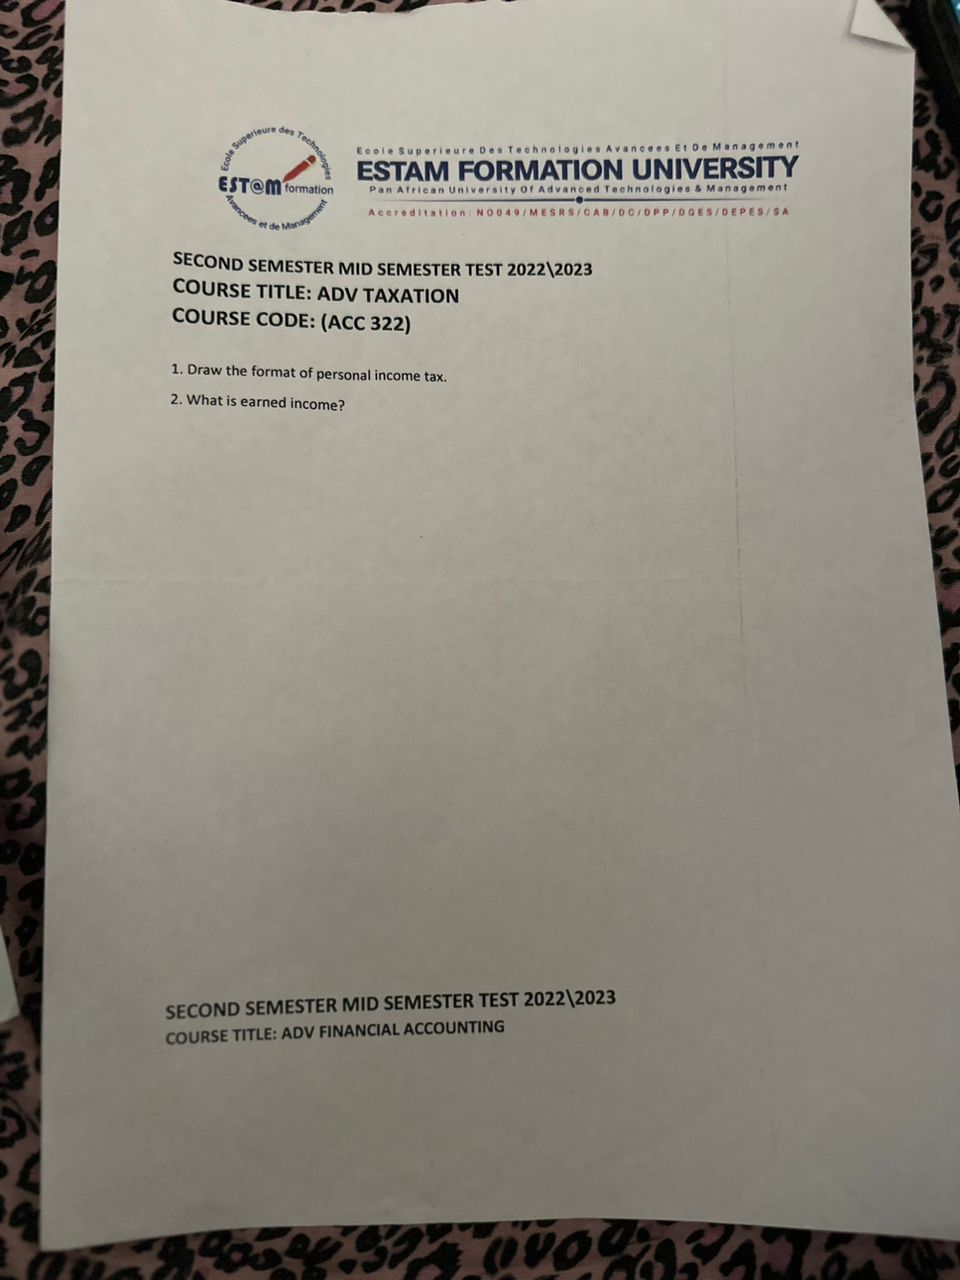 Ecole Superieure des Technologies
EST@M formation
Avancees et de Management
Ecole Superieure Des Technologies Avancees Et De Management
ESTAM FORMATION UNIVERSITY
Pan African University Of Advanced Technologies & Management
Accreditation: N0049/MESRS/CAB/DC/DPP/DGES/DEPES/SA
SECOND SEMESTER MID SEMESTER TEST 2022\2023
COURSE TITLE: ADV TAXATION
COURSE CODE: (ACC 322)
1. Draw the format of personal income tax.
2. What is earned income?
SECOND SEMESTER MID SEMESTER TEST 2022\2023
COURSE TITLE: ADV FINANCIAL ACCOUNTING